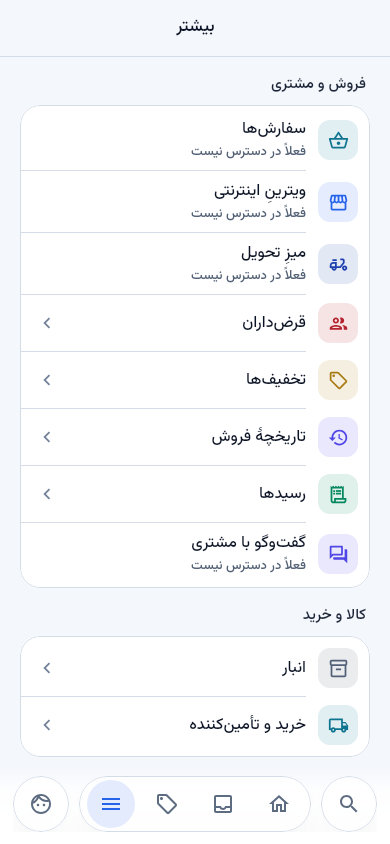 بیشتر
فروش و مشتری
سفارش‌ها
فعلاً در دسترس نیست
ویترینِ اینترنتی
فعلاً در دسترس نیست
میزِ تحویل
فعلاً در دسترس نیست
قرض‌داران
تخفیف‌ها
تاریخچهٔ فروش
رسیدها
گفت‌وگو با مشتری
فعلاً در دسترس نیست
کالا و خرید
انبار
خرید و تأمین‌کننده